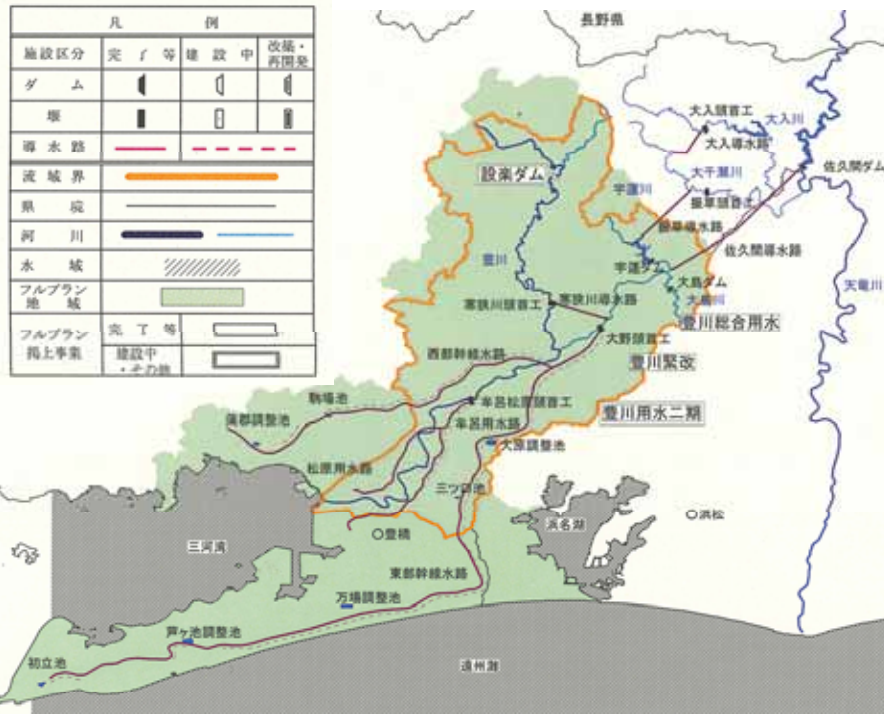 凡 例
施設区分 完了等 建設中 改築・再開発
ダム
堰
導水路
流域界
県境
河川
水域
フルプラン地域
フルプラン掲上事業 完了等
建設中・その他
長野県
大入頭首工
大入川
大入導水路
佐久間ダム
設楽ダム
大千瀬川
宇連川
振草頭首工
振草導水路
佐久間導水路
豊川
宇連ダム
大島ダム
天竜川
大島川
寒狭川頭首工
寒狭川導水路
豊川総合用水
大野頭首工
西部幹線水路
豊川緊改
駒場池
牟呂松原頭首工
蒲郡調整池
豊川用水二期
牟呂用水路
大原調整池
松原用水路
三ツ口池
浜名湖
浜松
三河湾
豊橋
東部幹線水路
万場調整池
芦ヶ池調整池
初立池
遠州灘